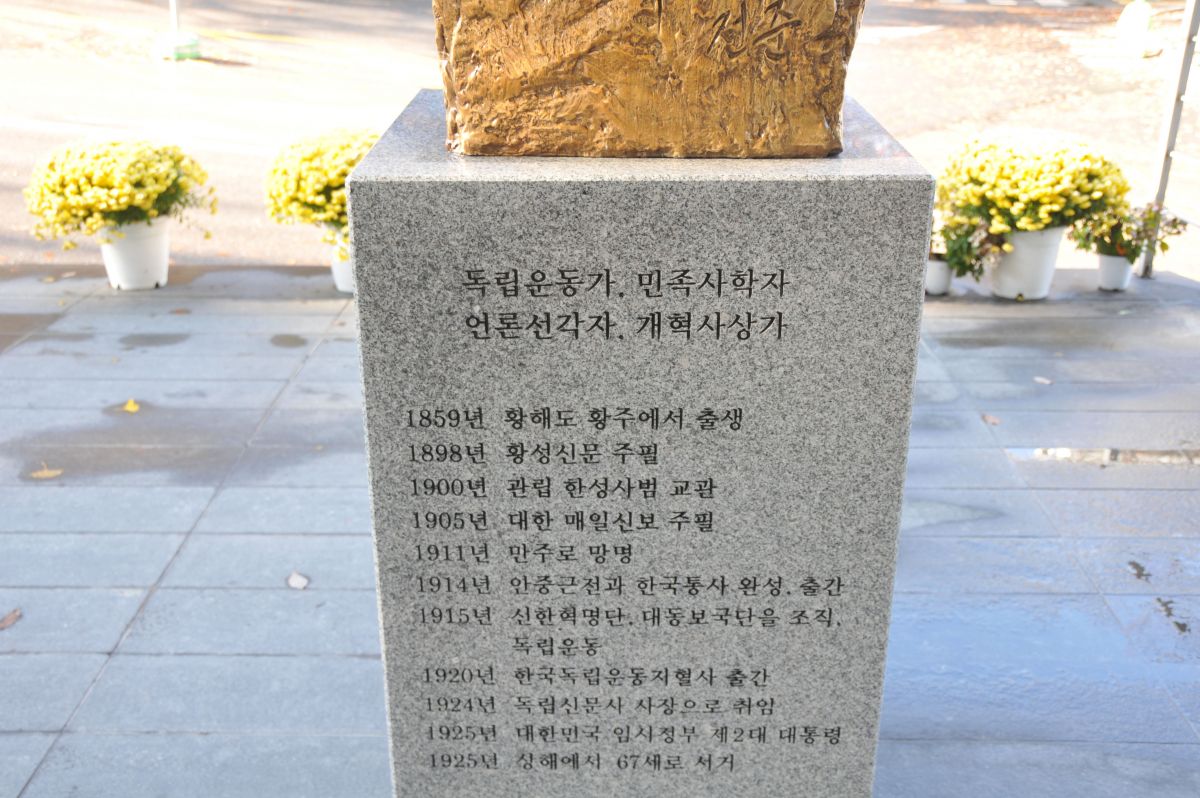 독립운동가. 민족사학자
언론선각자. 개혁사상가
1859년 황해도 황주에서 출생
1898년 황성신문 주필
1900년 관립 한성사범 교관
1905년 대한 매일신보 주필
1911년 만주로 망명
1914년 안중근전과 한국통사 완성. 출간
1915년 신한혁명단. 대동보국단을 조직.
독립운동
1920년 한국독립운동지혈사 출간
1924년 독립신문사 사장으로 취임
1925년 대한민국 임시정부 제2대 대통령
1925년 상해에서 67세로 서거